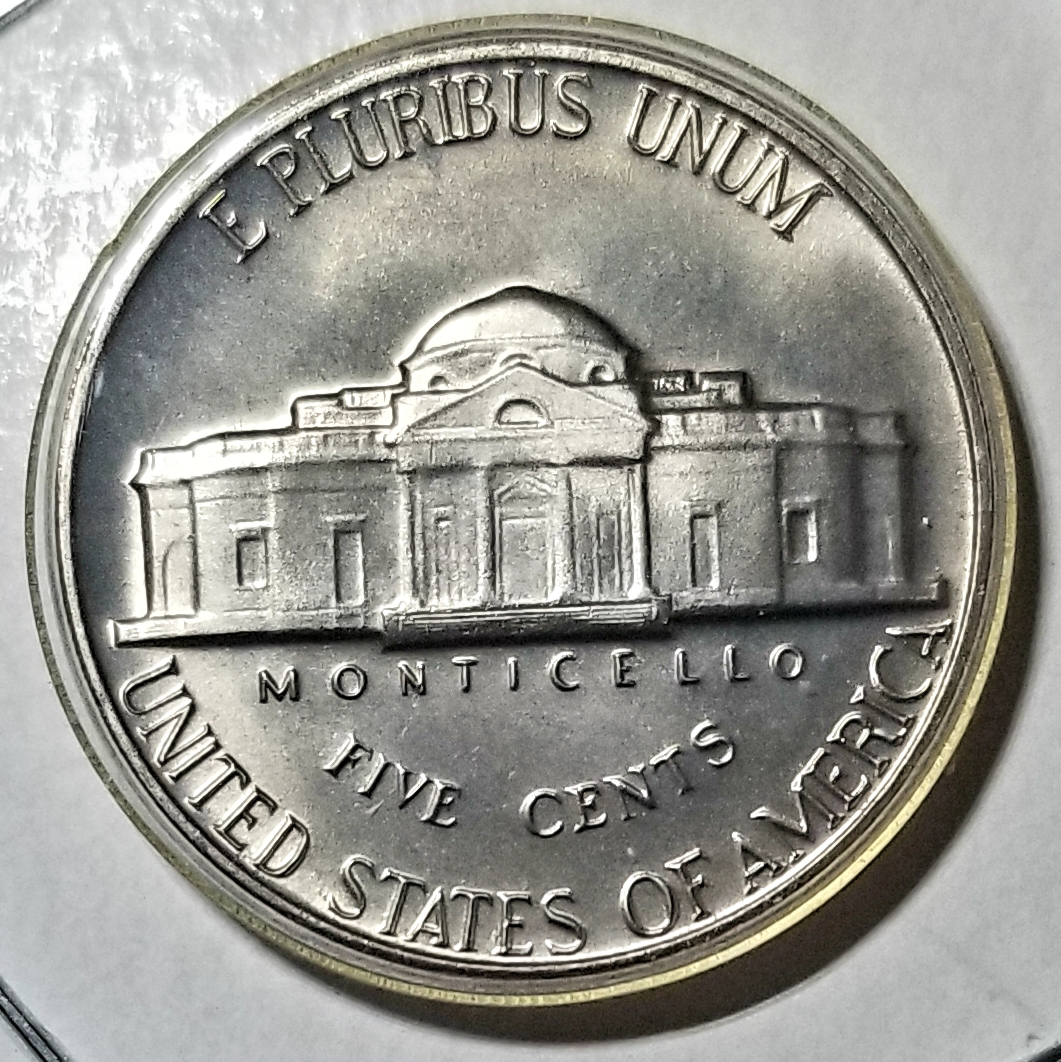 E PLURIBUS UNUM
MONTICELLO
FIVE CENTS
UNITED STATES OF AMERICA